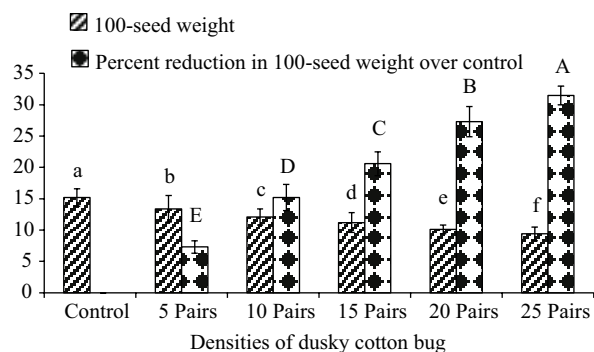 100-seed weight
Percent reduction in 100-seed weight over control
35
30
25
20
15
10
5
0
a
b
E
c
D
d
C
e
B
f
A
Control 5 Pairs 10 Pairs 15 Pairs 20 Pairs 25 Pairs
Densities of dusky cotton bug